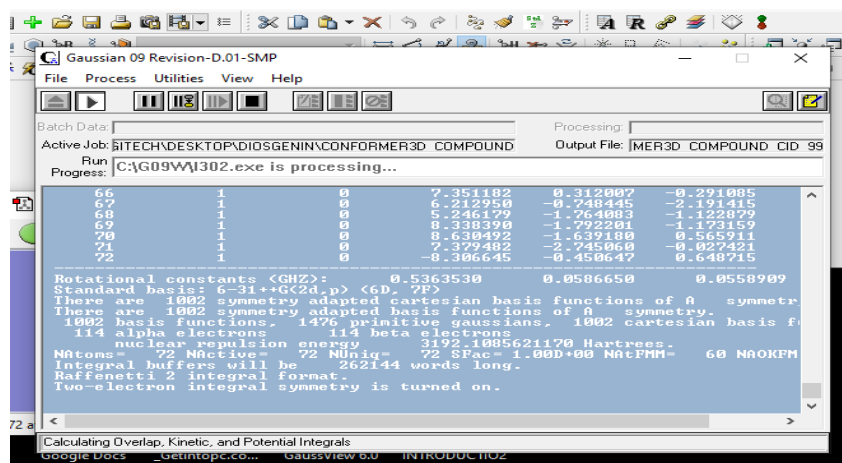 Gaussian 09 Revision-D.01-SMP
File Process Utilities View Help
Batch Data: Processing:
Active Job: GITECH\DESKTOP\DIOSGENIN\CONFORMER3D COMPOUND Output File: MER3D COMPOUND CID 99
Run Progress: C:\G09W\l302.exe is processing...
66 1 0 7.351182 0.312007 -0.291085
67 1 0 6.212950 -0.748445 -2.191415
68 1 0 5.246179 -1.764083 -1.122879
69 1 0 8.338390 -1.792201 -1.173159
70 1 0 8.630492 -1.639180 0.565911
71 1 0 7.379482 -2.745060 -0.027421
72 1 0 -8.306645 -0.450647 0.648715
Rotational constants (GHZ): 0.5363530 0.0586650 0.0558909
Standard basis: 6-31++G(2d,p) (6D, 7F)
There are 1002 symmetry adapted cartesian basis functions of A symmetr
There are 1002 symmetry adapted basis functions of A symmetry.
1002 basis functions, 1476 primitive gaussians, 1002 cartesian basis f
114 alpha electrons 114 beta electrons
nuclear repulsion energy 3192.1085621170 Hartrees.
NAtoms= 72 NActive= 72 NUniq= 72 SFac= 1.00D+00 NAtFMM= 60 NAOKFM
Integral buffers will be 262144 words long.
Raffenetti 2 integral format.
Two-electron integral symmetry is turned on.
72 a
Calculating Overlap, Kinetic, and Potential Integrals
Google Docs _Getintopc.co... GaussView 6.0 INTRODUCTIO2